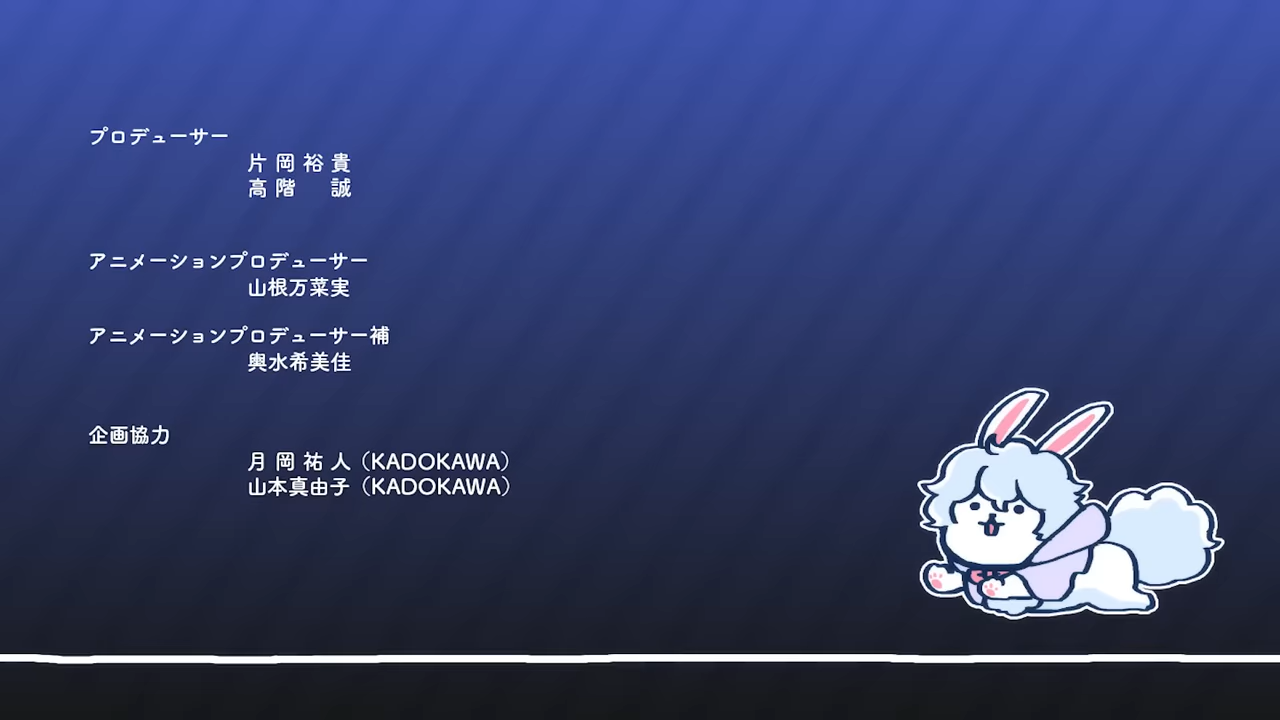 プロデューサー
片岡裕貴
高階 誠
アニメーションプロデューサー
山根万菜実
アニメーションプロデューサー補
輿水希美佳
企画協力
月岡祐人（KADOKAWA）
山本真由子（KADOKAWA）